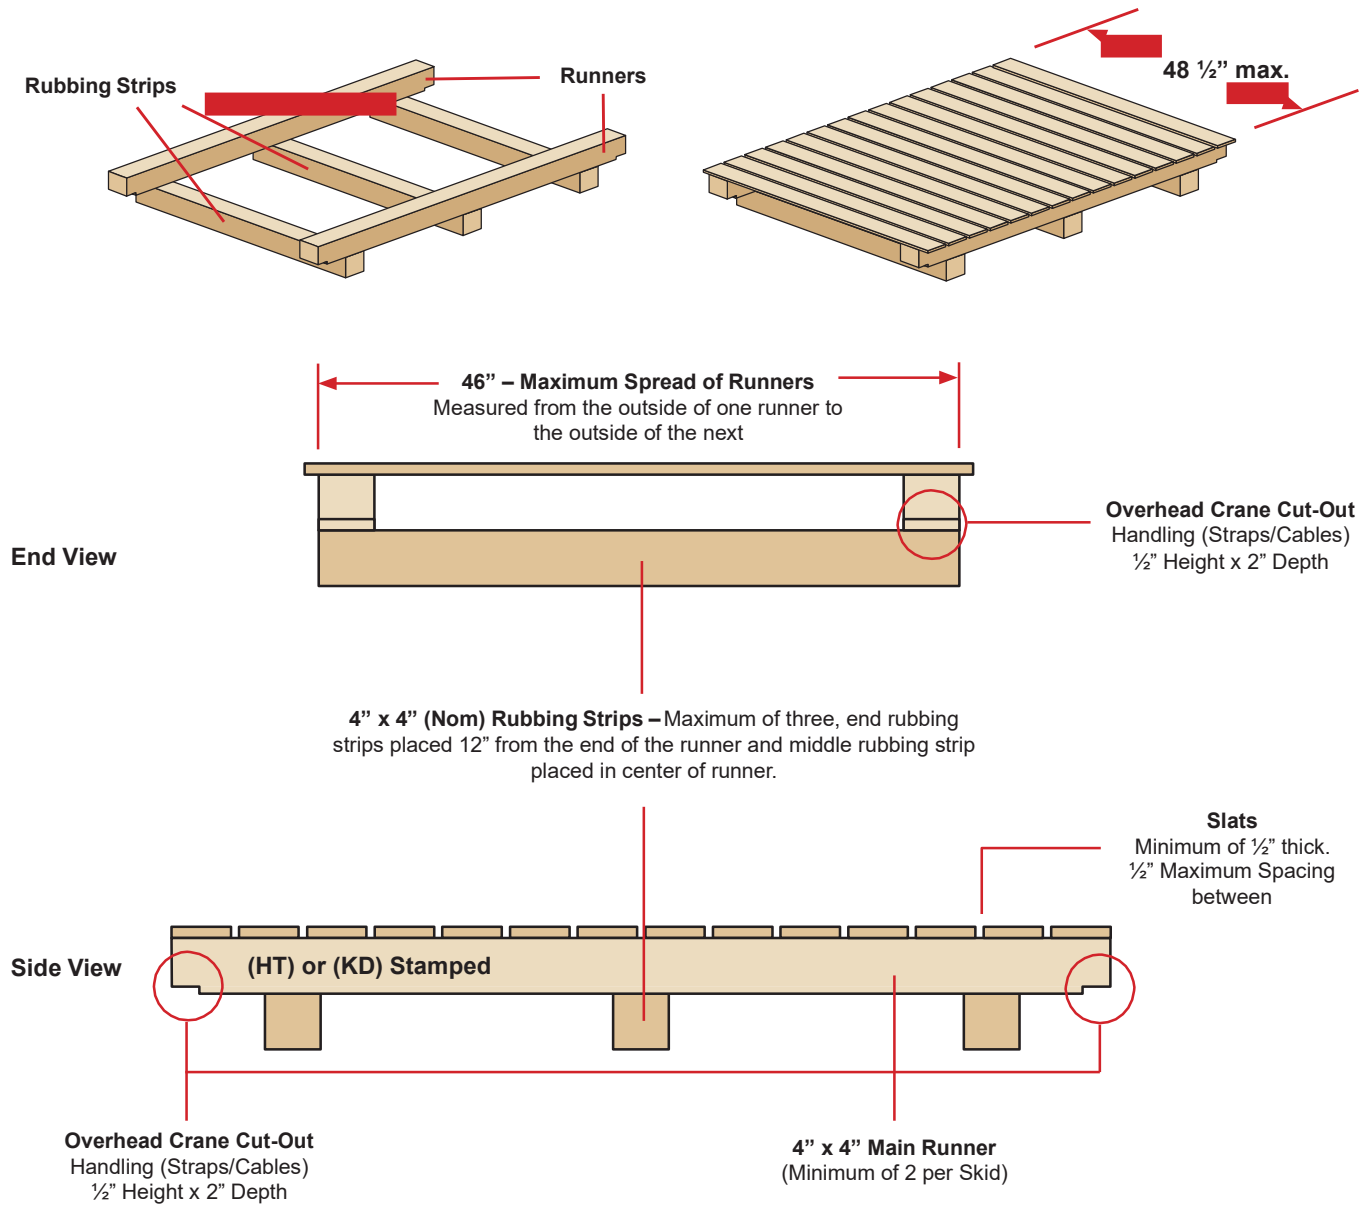 Rubbing Strips
Runners
48 ½” max.
46” – Maximum Spread of Runners
Measured from the outside of one runner to
the outside of the next
Overhead Crane Cut-Out
Handling (Straps/Cables)
½” Height x 2” Depth
End View
4” x 4” (Nom) Rubbing Strips – Maximum of three, end rubbing
strips placed 12” from the end of the runner and middle rubbing strip
placed in center of runner.
Slats
Minimum of ½” thick.
½” Maximum Spacing
between
Side View
(HT) or (KD) Stamped
Overhead Crane Cut-Out
Handling (Straps/Cables)
½” Height x 2” Depth
4” x 4” Main Runner
(Minimum of 2 per Skid)